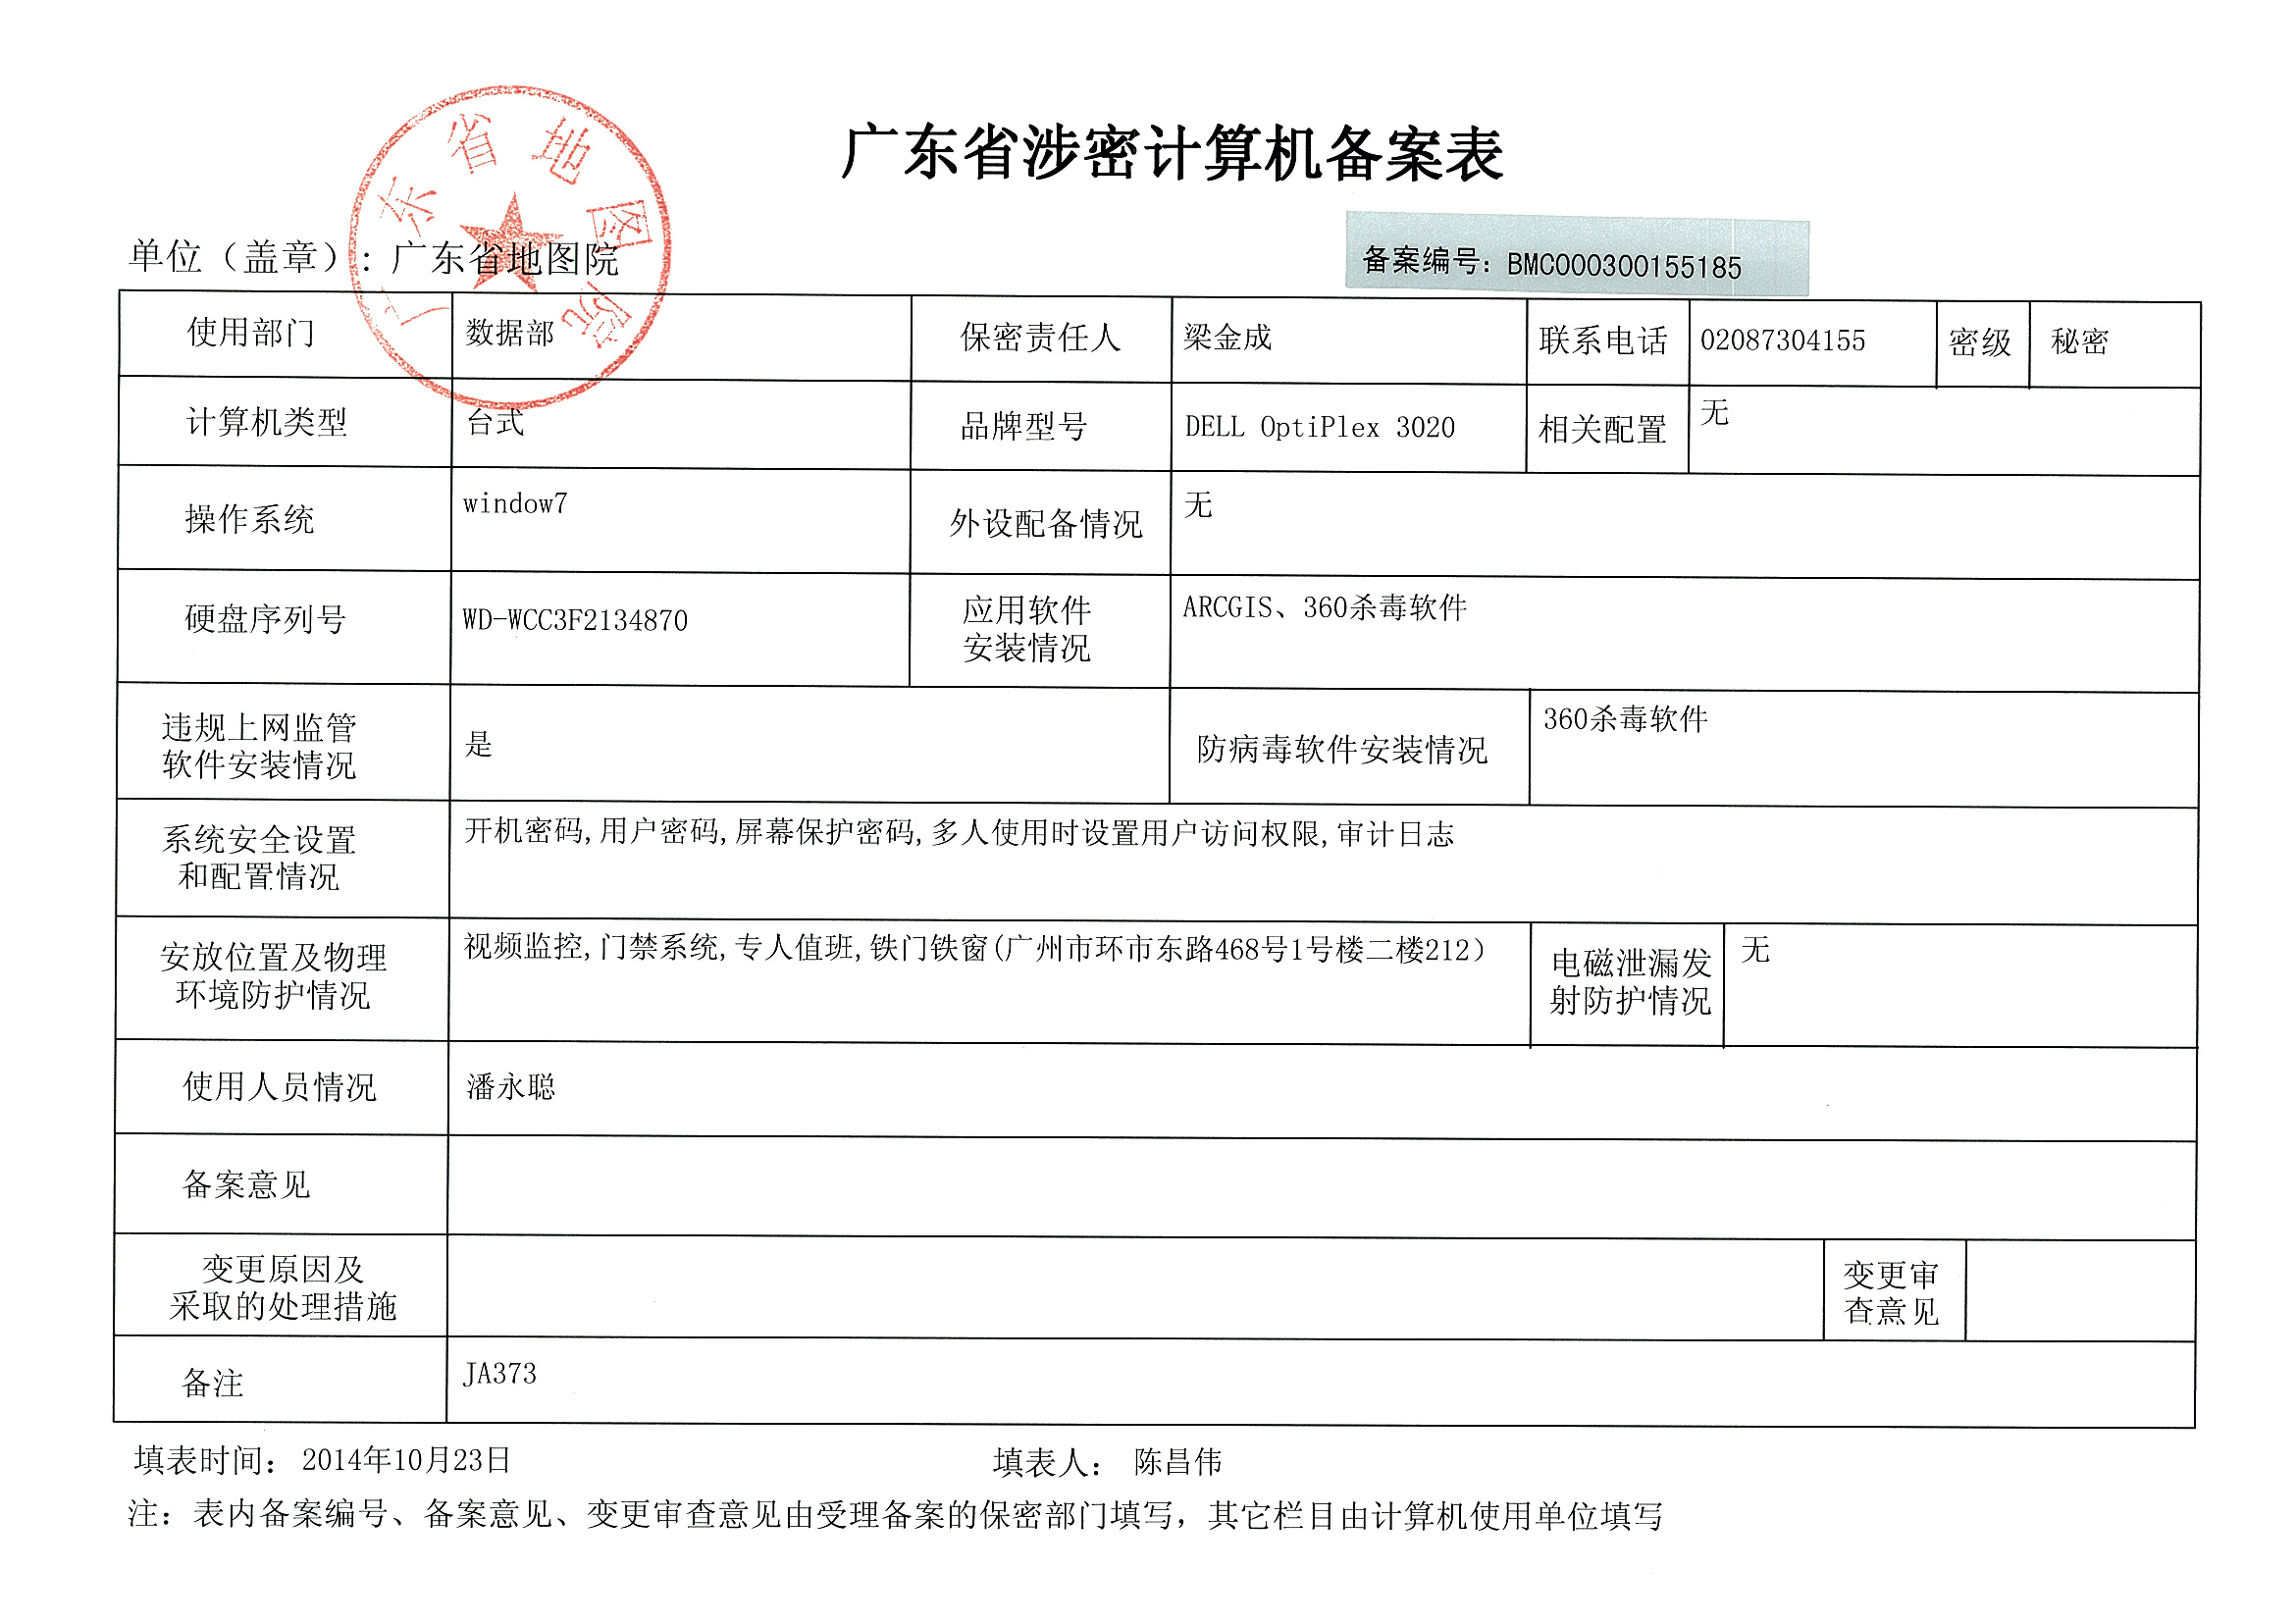 广东省涉密计算机备案表
广东省地图院
单位（盖章）: 广东省地图院
备案编号: BMC000300155185
使用部门 数据部 保密责任人 梁金成 联系电话 02087304155 密级 秘密
计算机类型 台式 品牌型号 DELL OptiPlex 3020 相关配置 无
操作系统 window7 外设配备情况 无
硬盘序列号 WD-WCC3F2134870 应用软件
安装情况 ARCGIS、360杀毒软件
违规上网监管
软件安装情况 是 防病毒软件安装情况 360杀毒软件
系统安全设置
和配置情况 开机密码,用户密码,屏幕保护密码,多人使用时设置用户访问权限,审计日志
安放位置及物理
环境防护情况 视频监控,门禁系统,专人值班,铁门铁窗(广州市环市东路468号1号楼二楼212) 电磁泄漏发
射防护情况 无
使用人员情况 潘永聪
备案意见
变更原因及
采取的处理措施 变更审
查意见
备注 JA373
填表时间: 2014年10月23日 填表人: 陈昌伟
注: 表内备案编号、备案意见、变更审查意见由受理备案的保密部门填写，其它栏目由计算机使用单位填写